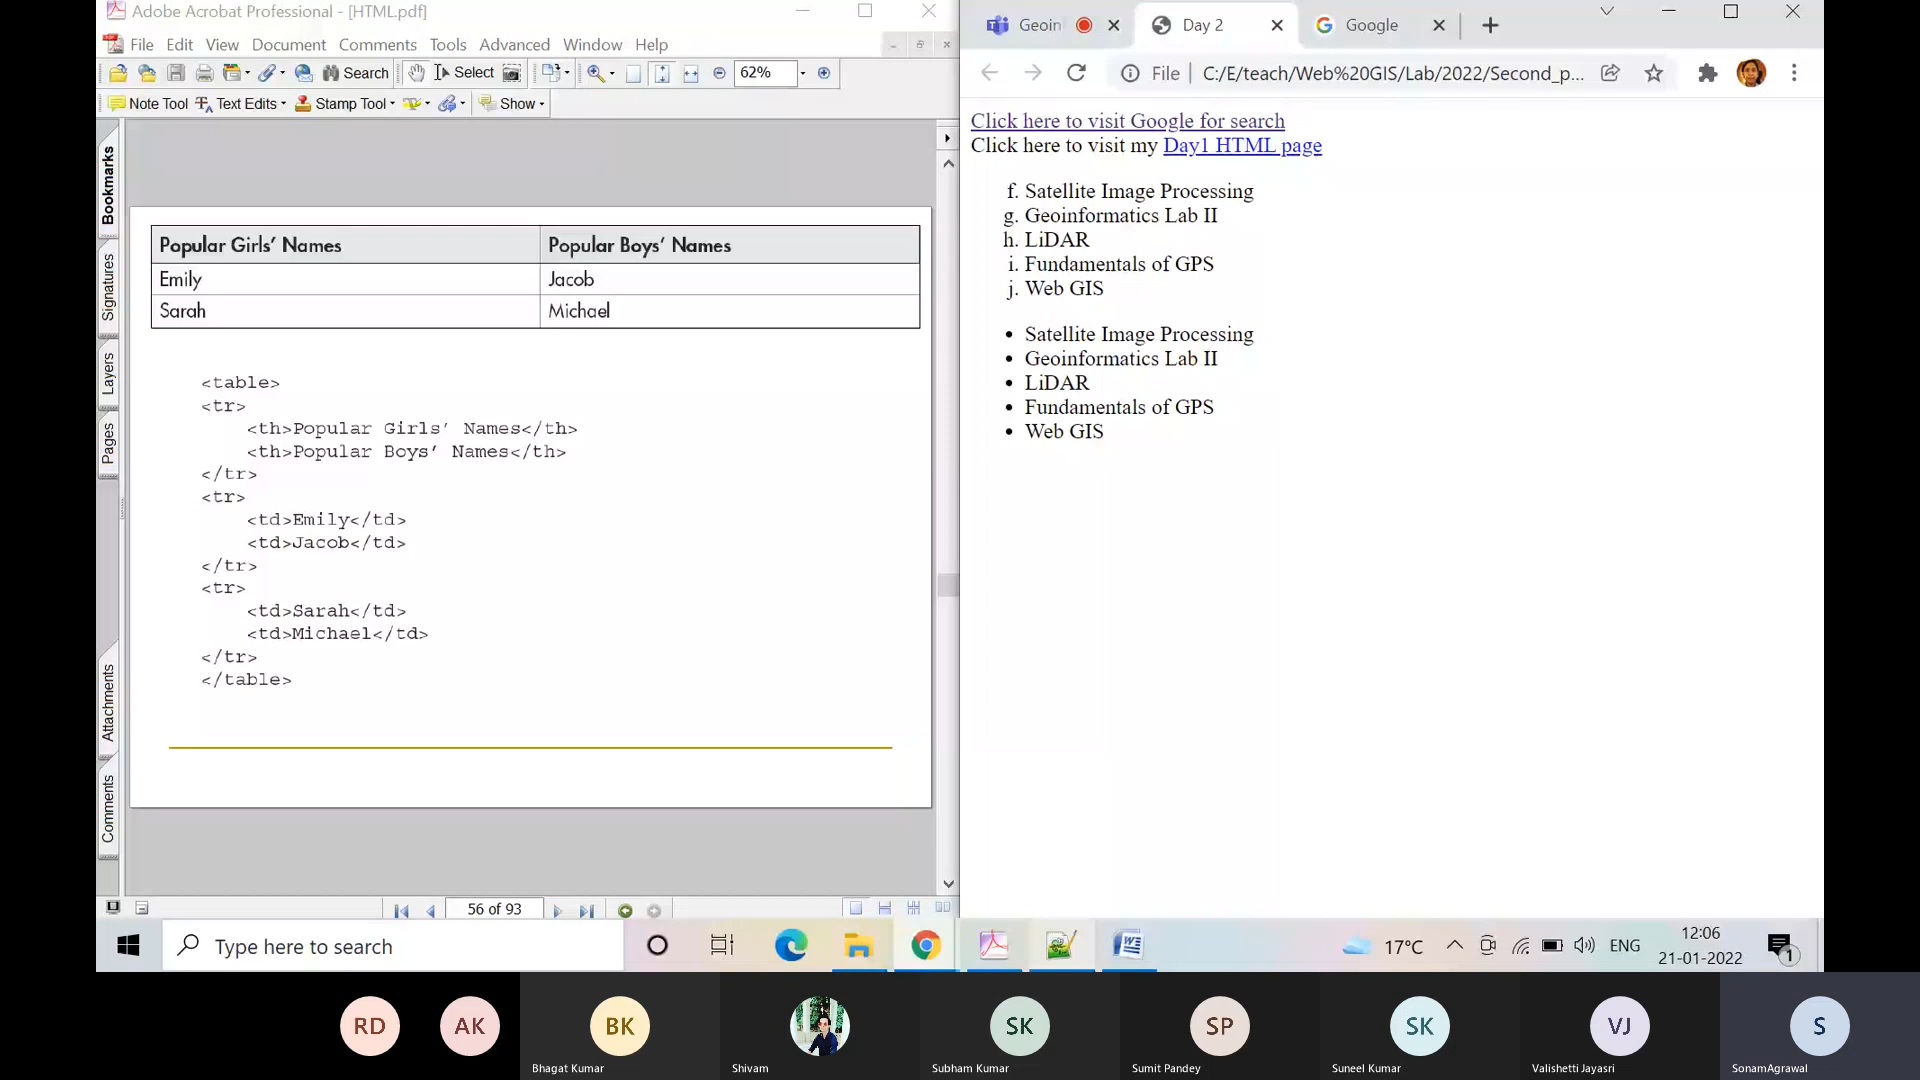 Adobe Acrobat Professional - [HTML.pdf]
File Edit View Document Comments Tools Advanced Window Help
Search Select 62%
Note Tool Text Edits Stamp Tool Show
Bookmarks
Signatures
Layers
Pages
Attachments
Comments
Popular Girls' Names Popular Boys' Names
Emily Jacob
Sarah Michael
<table>
<tr>
<th>Popular Girls' Names</th>
<th>Popular Boys' Names</th>
</tr>
<tr>
<td>Emily</td>
<td>Jacob</td>
</tr>
<tr>
<td>Sarah</td>
<td>Michael</td>
</tr>
</table>
56 of 93
Geoin Day 2 Google
File C:/E/teach/Web%20GIS/Lab/2022/Second_p...
Click here to visit Google for search
Click here to visit my Day1 HTML page
f. Satellite Image Processing
g. Geoinformatics Lab II
h. LiDAR
i. Fundamentals of GPS
j. Web GIS
• Satellite Image Processing
• Geoinformatics Lab II
• LiDAR
• Fundamentals of GPS
• Web GIS
Type here to search
17°C ENG
12:06
21-01-2022
1
RD AK BK SK SP SK VJ S
Bhagat Kumar Shivam Subham Kumar Sumit Pandey Suneel Kumar Valishetti Jayasri SonamAgrawal